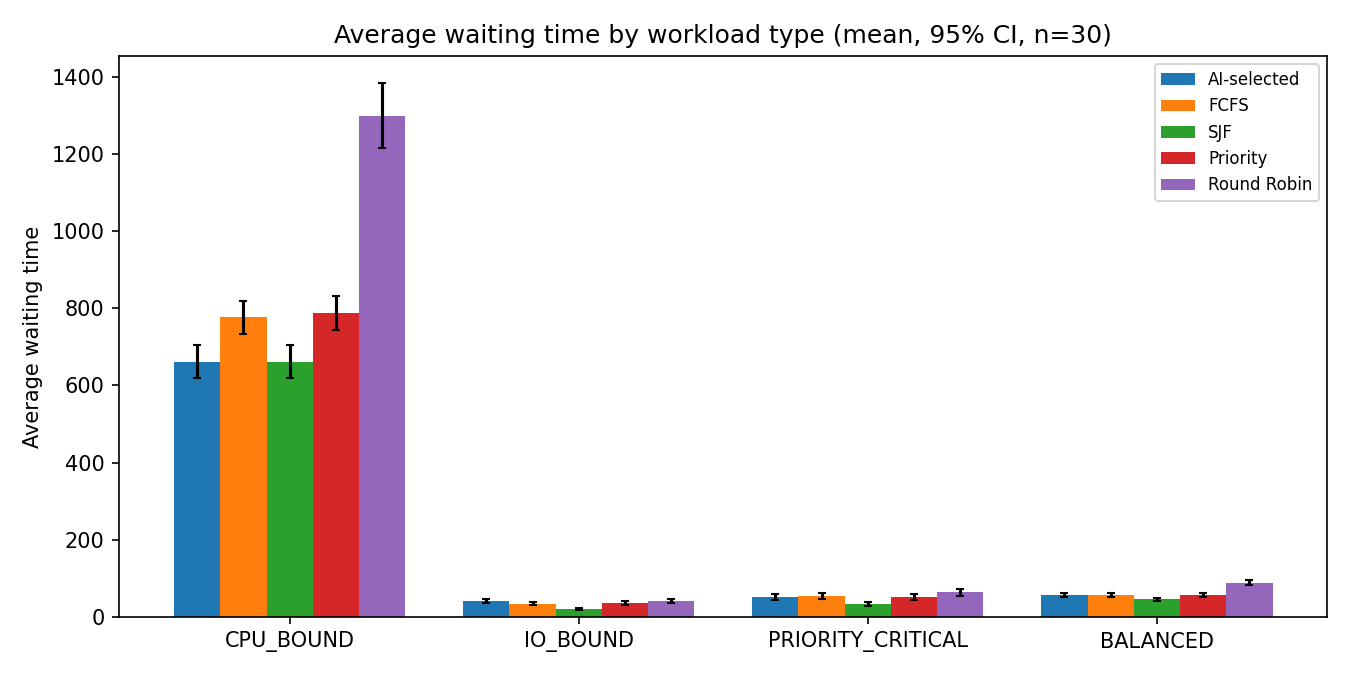 Average waiting time by workload type (mean, 95% CI, n=30)
AI-selected
FCFS
SJF
Priority
Round Robin
Average waiting time
1400
1200
1000
800
600
400
200
0
CPU_BOUND
IO_BOUND
PRIORITY_CRITICAL
BALANCED